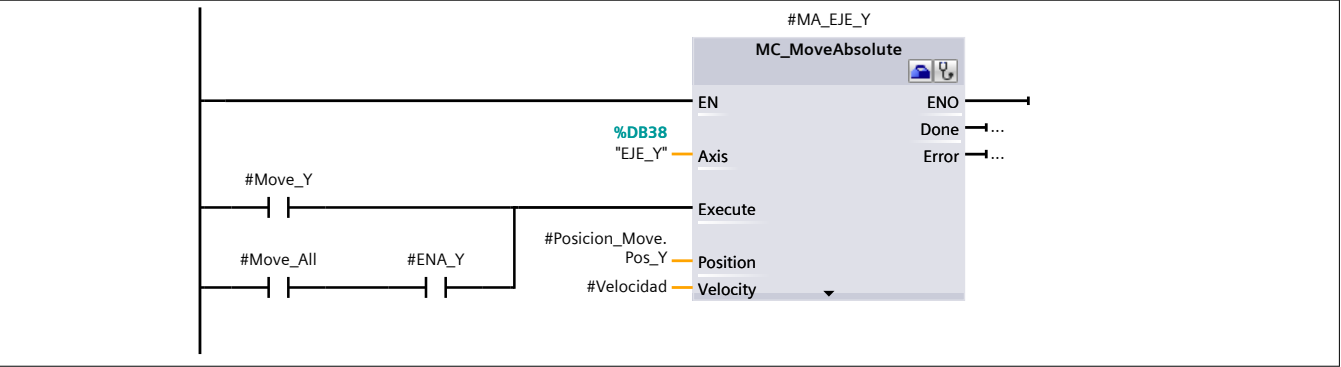 #MA_EJE_Y
MC_MoveAbsolute
EN
ENO
%DB38
Done
...
"EJE_Y"
Axis
Error
...
#Move_Y
Execute
#Posicion_Move.
Pos_Y
Position
#Move_All
#ENA_Y
#Velocidad
Velocity